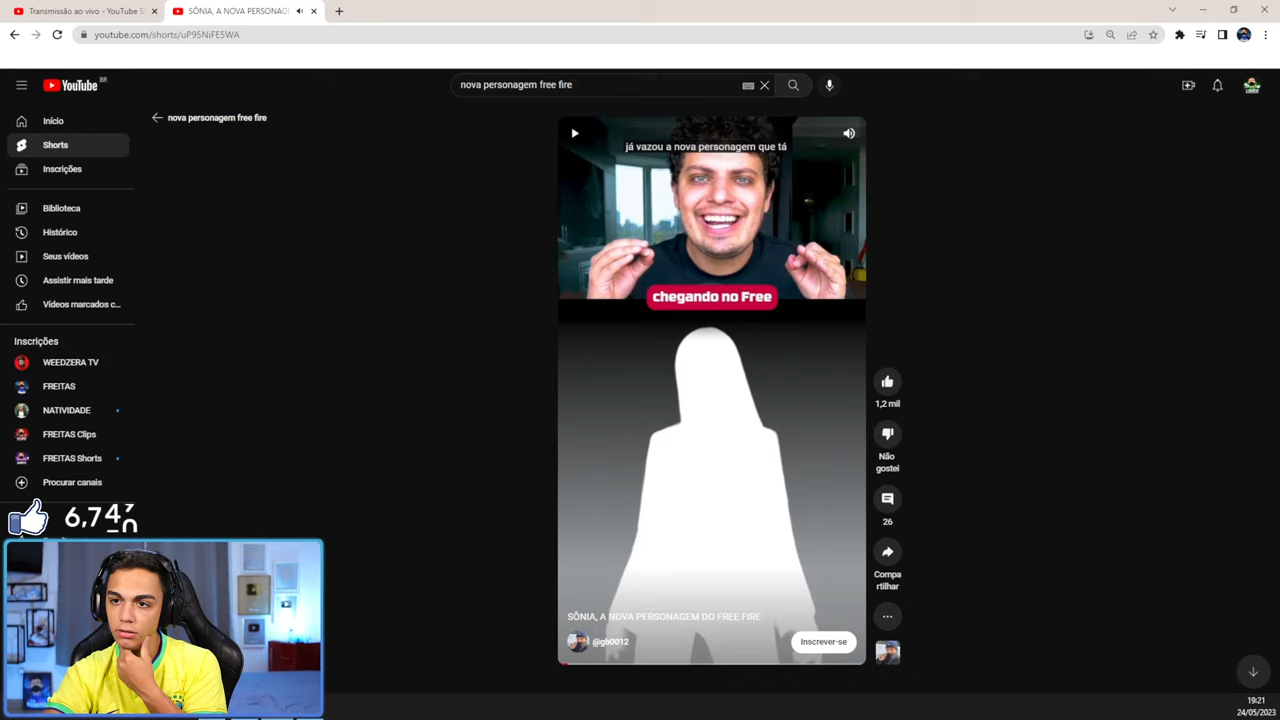 Transmissão ao vivo - YouTube S
SÔNIA, A NOVA PERSONAGE
youtube.com/shorts/uP95NiFE5WA
YouTube BR
nova personagem free fire
Início
Shorts
Inscrições
Biblioteca
Histórico
Seus vídeos
Assistir mais tarde
Vídeos marcados c...
Inscrições
WEEDZERA TV
FREITAS
NATIVIDADE
FREITAS Clips
FREITAS Shorts
Procurar canais
nova personagem free fire
já vazou a nova personagem que tá
chegando no Free
SÔNIA, A NOVA PERSONAGEM DO FREE FIRE
@gb0012
Inscrever-se
1,2 mil
Não
gostei
26
Compa
rtilhar
19:21
24/05/2023